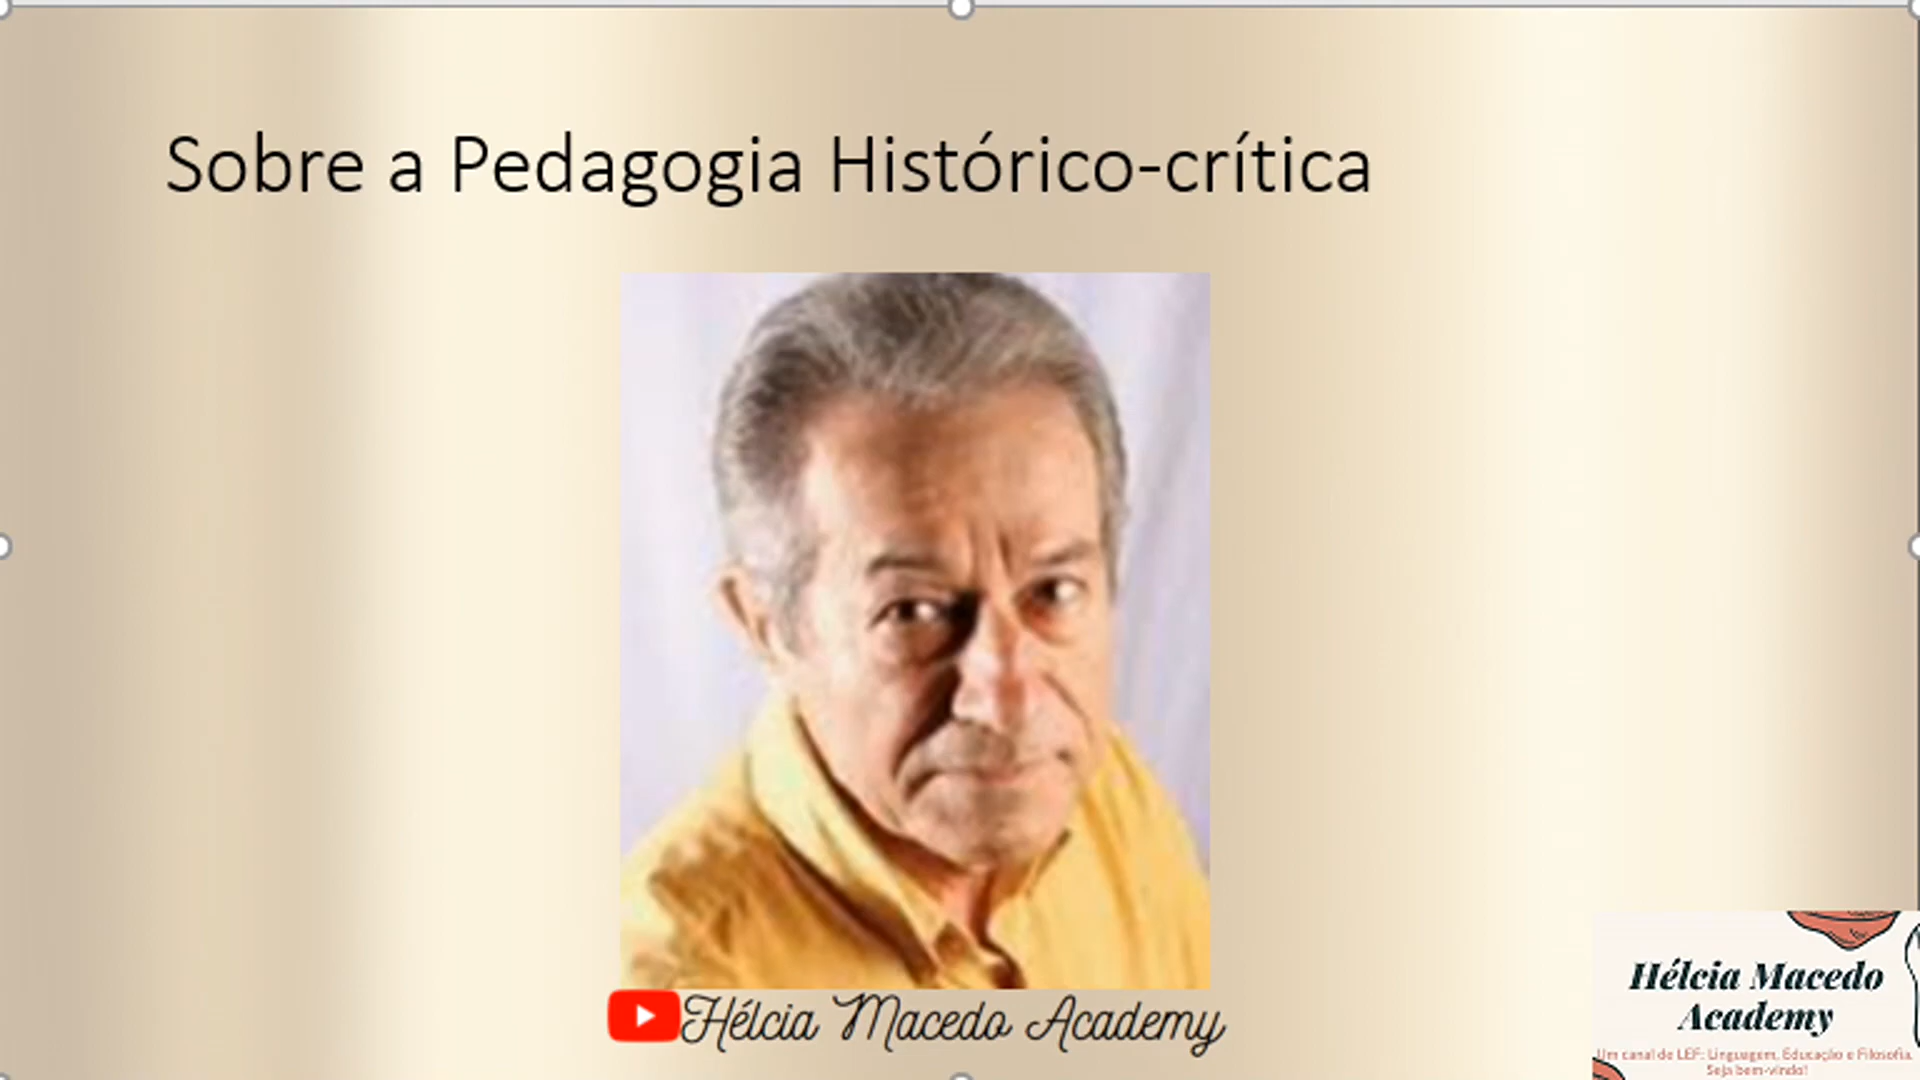 Sobre a Pedagogia Histórico-crítica
Hélcia Macedo Academy
Hélcia Macedo
Academy
Um canal de LEF: Linguagem, Educação e Filosofia.
Seja bem-vindo!